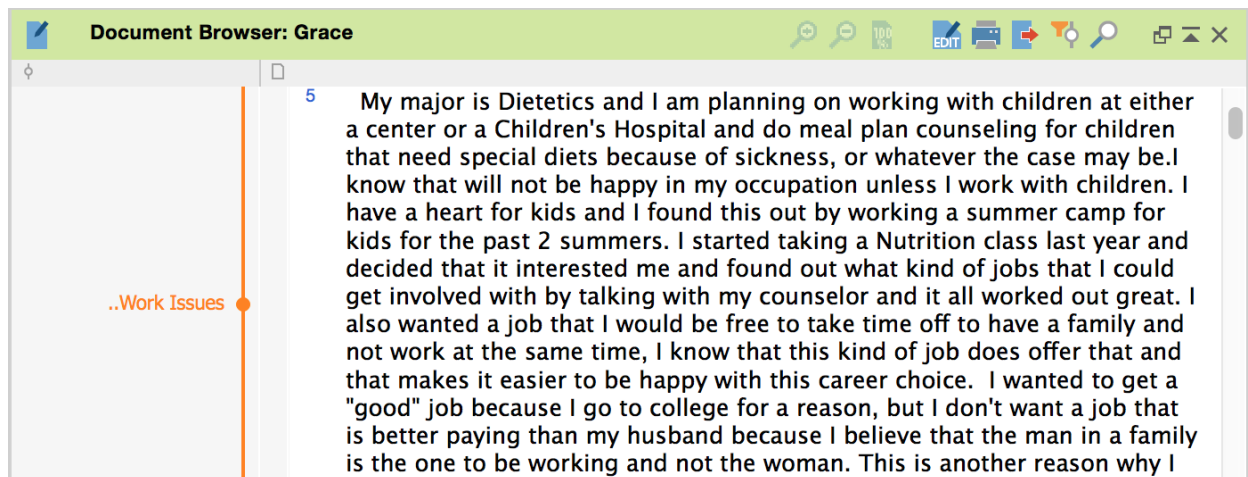 Document Browser: Grace
100
%
EDIT
5
My major is Dietetics and I am planning on working with children at either
a center or a Children's Hospital and do meal plan counseling for children
that need special diets because of sickness, or whatever the case may be.I
know that will not be happy in my occupation unless I work with children. I
have a heart for kids and I found this out by working a summer camp for
kids for the past 2 summers. I started taking a Nutrition class last year and
decided that it interested me and found out what kind of jobs that I could
..Work Issues
get involved with by talking with my counselor and it all worked out great. I
also wanted a job that I would be free to take time off to have a family and
not work at the same time, I know that this kind of job does offer that and
that makes it easier to be happy with this career choice.  I wanted to get a
"good" job because I go to college for a reason, but I don't want a job that
is better paying than my husband because I believe that the man in a family
is the one to be working and not the woman. This is another reason why I